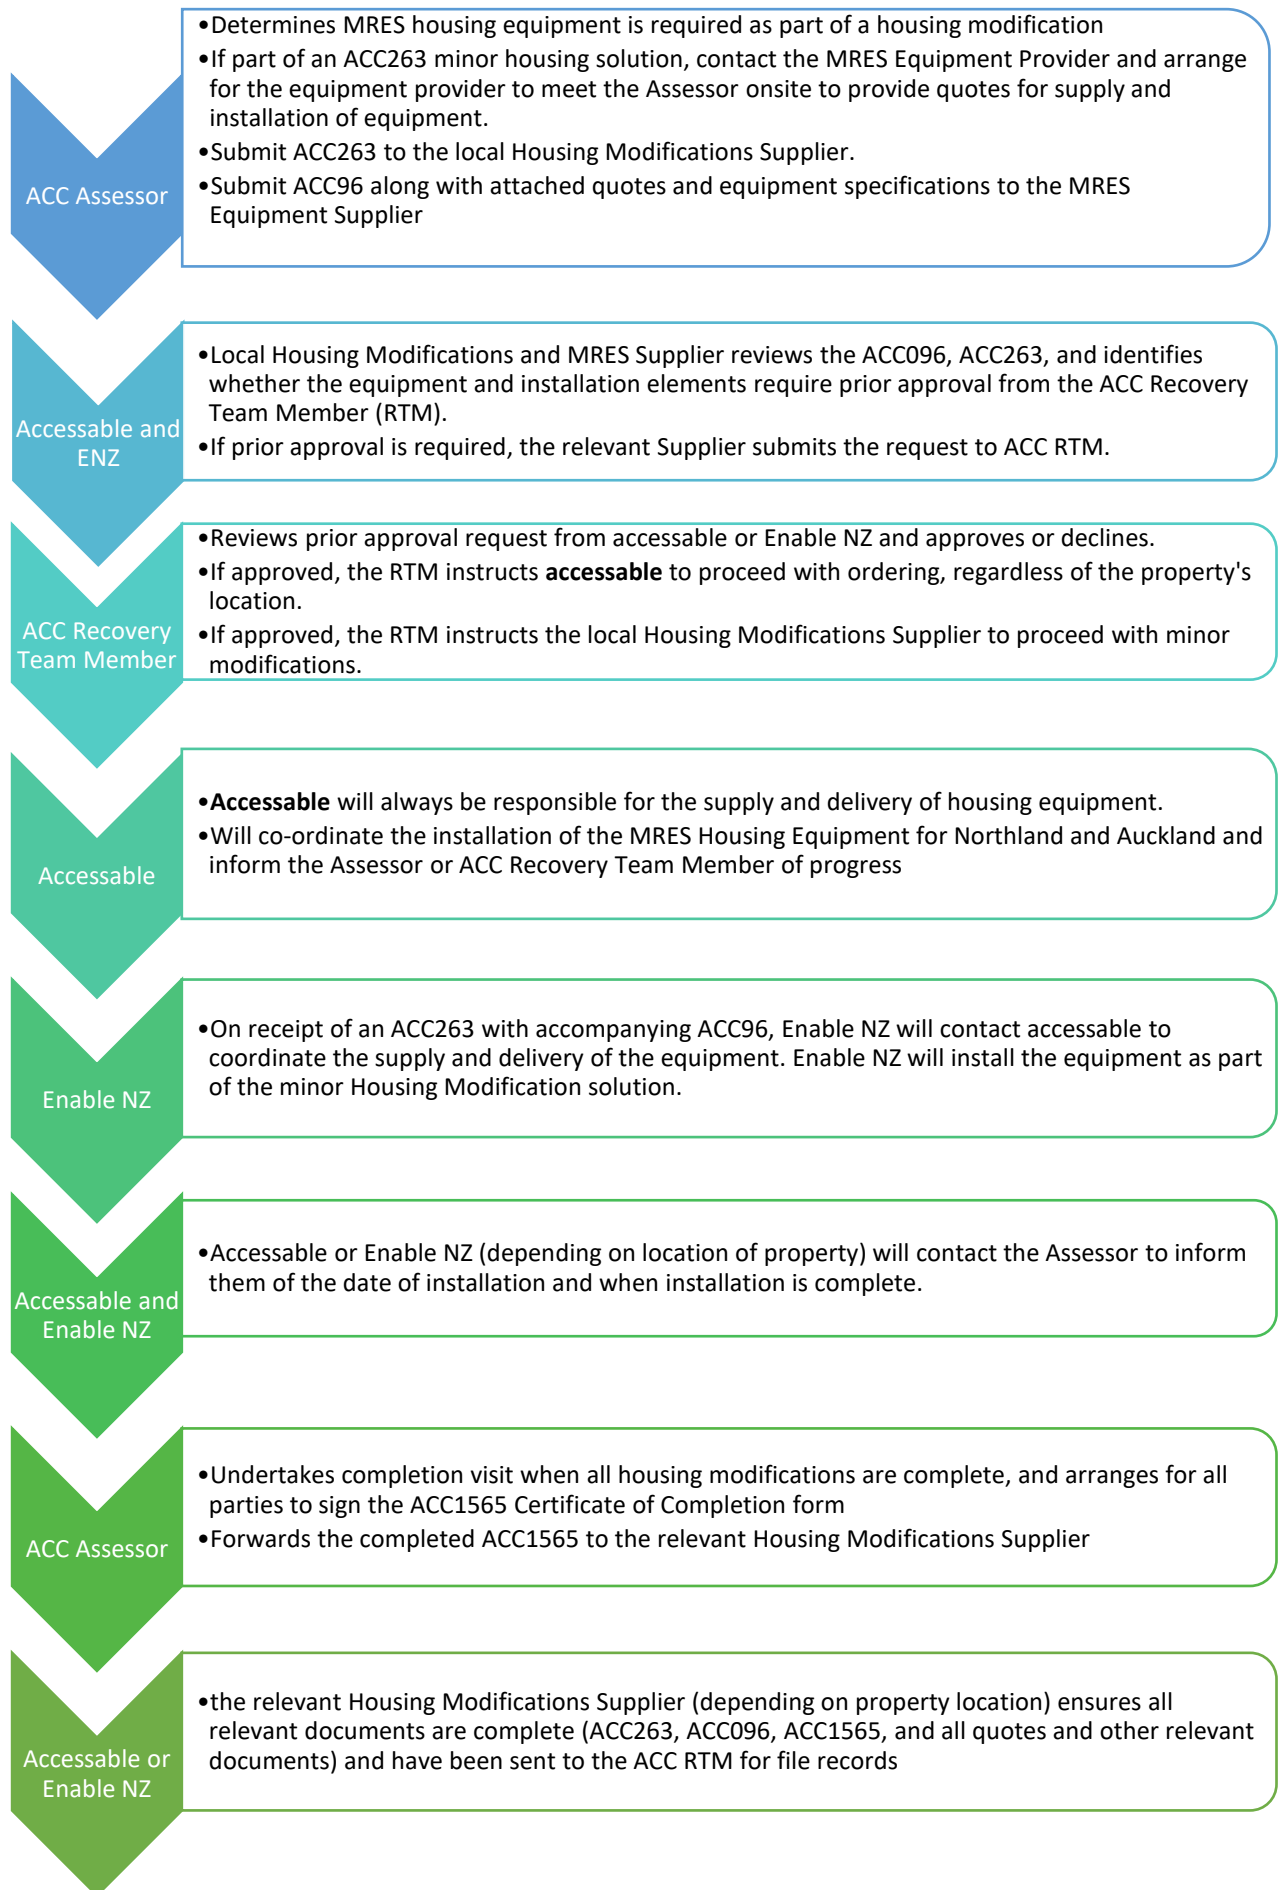 ACC Assessor
•Determines MRES housing equipment is required as part of a housing modification
•If part of an ACC263 minor housing solution, contact the MRES Equipment Provider and arrange
for the equipment provider to meet the Assessor onsite to provide quotes for supply and
installation of equipment.
•Submit ACC263 to the local Housing Modifications Supplier.
•Submit ACC96 along with attached quotes and equipment specifications to the MRES
Equipment Supplier
Accessable and
ENZ
•Local Housing Modifications and MRES Supplier reviews the ACC096, ACC263, and identifies
whether the equipment and installation elements require prior approval from the ACC Recovery
Team Member (RTM).
•If prior approval is required, the relevant Supplier submits the request to ACC RTM.
ACC Recovery
Team Member
•Reviews prior approval request from accessable or Enable NZ and approves or declines.
•If approved, the RTM instructs accessable to proceed with ordering, regardless of the property's
location.
•If approved, the RTM instructs the local Housing Modifications Supplier to proceed with minor
modifications.
Accessable
•Accessable will always be responsible for the supply and delivery of housing equipment.
•Will co-ordinate the installation of the MRES Housing Equipment for Northland and Auckland and
inform the Assessor or ACC Recovery Team Member of progress
Enable NZ
•On receipt of an ACC263 with accompanying ACC96, Enable NZ will contact accessable to
coordinate the supply and delivery of the equipment. Enable NZ will install the equipment as part
of the minor Housing Modification solution.
Accessable and
Enable NZ
•Accessable or Enable NZ (depending on location of property) will contact the Assessor to inform
them of the date of installation and when installation is complete.
ACC Assessor
•Undertakes completion visit when all housing modifications are complete, and arranges for all
parties to sign the ACC1565 Certificate of Completion form
•Forwards the completed ACC1565 to the relevant Housing Modifications Supplier
Accessable or
Enable NZ
•the relevant Housing Modifications Supplier (depending on property location) ensures all
relevant documents are complete (ACC263, ACC096, ACC1565, and all quotes and other relevant
documents) and have been sent to the ACC RTM for file records